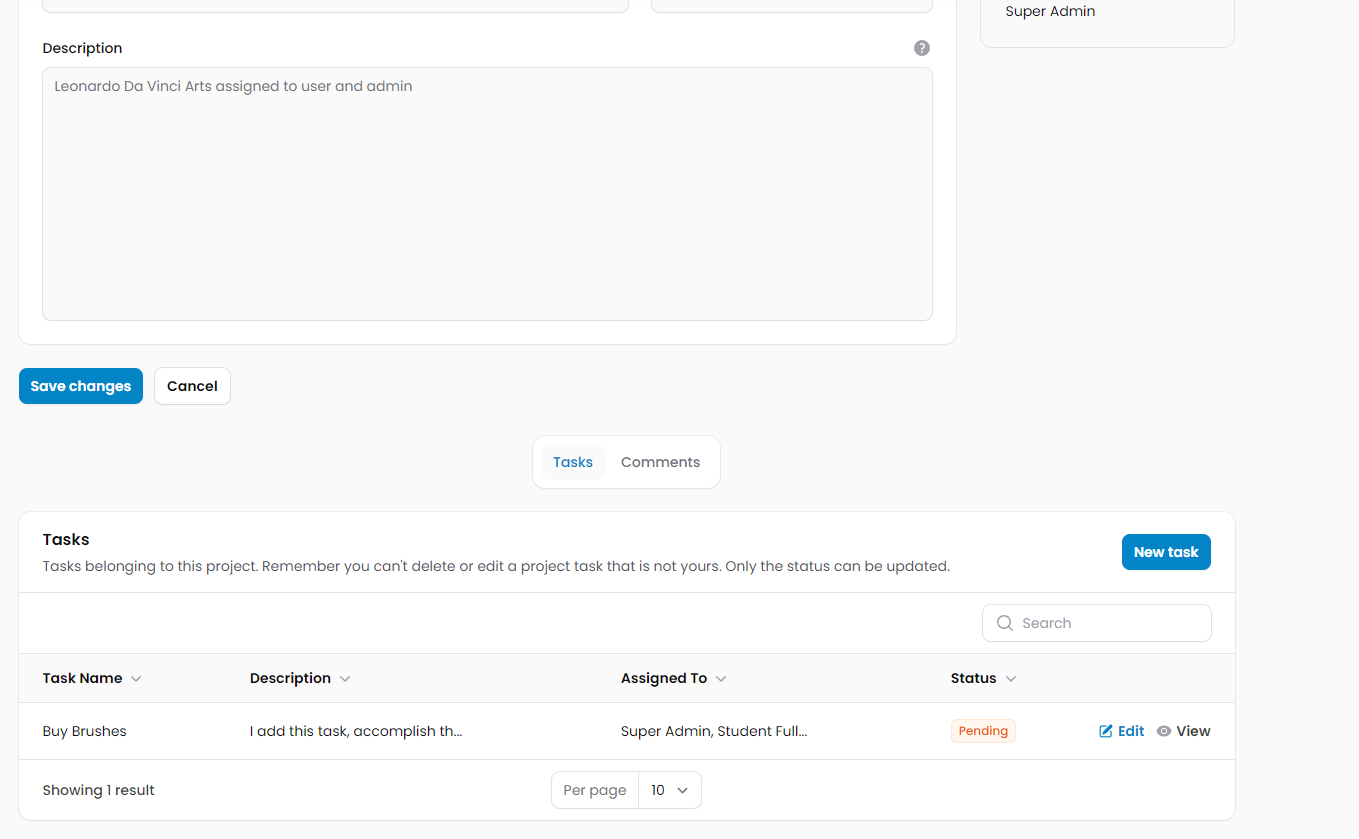 Super Admin
Description
Leonardo Da Vinci Arts assigned to user and admin
Save changes Cancel
Tasks Comments
Tasks
New task
Tasks belonging to this project. Remember you can't delete or edit a project task that is not yours. Only the status can be updated.
Search
Task Name Description Assigned To Status
Buy Brushes I add this task, accomplish th... Super Admin, Student Full... Pending Edit View
Showing 1 result Per page 10